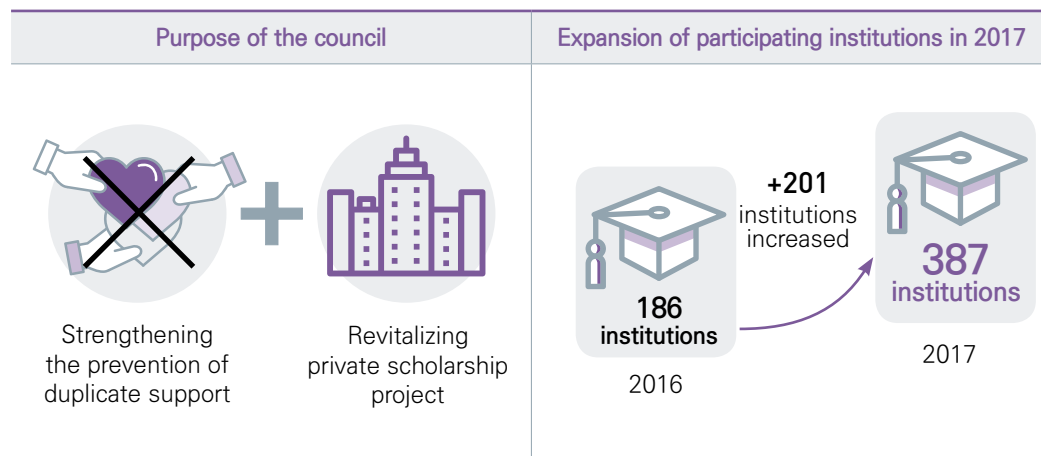 Purpose of the council
Expansion of participating institutions in 2017
Strengthening
the prevention of
duplicate support
Revitalizing
private scholarship
project
186
institutions
2016
+201
institutions
increased
387
institutions
2017